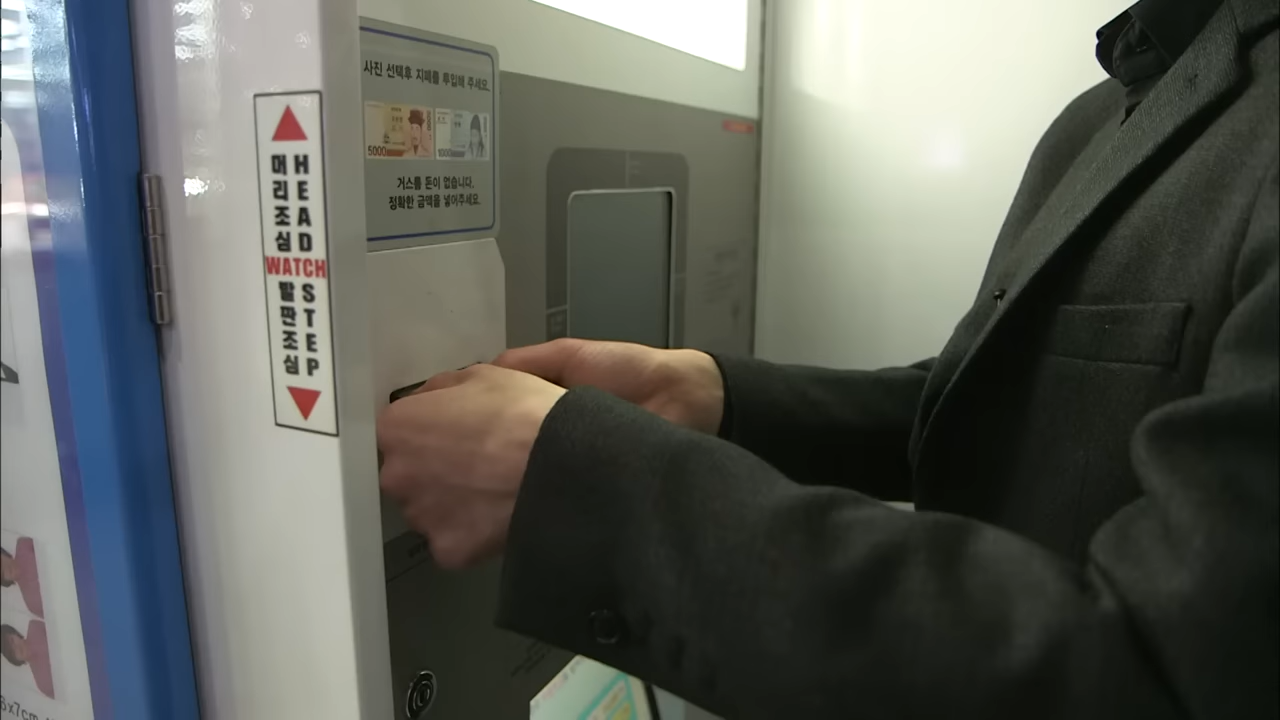 사진 선택후 지폐를 투입해 주세요.
5000
1000
거스름 돈이 없습니다.
정확한 금액을 넣어주세요.
머리조심
HEAD
WATCH
발판조심
STEP
6x7cm